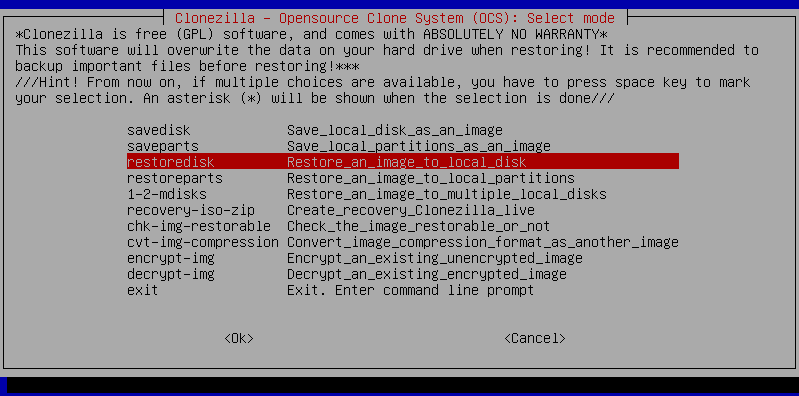 Clonezilla - Opensource Clone System (OCS): Select mode
*Clonezilla is free (GPL) software, and comes with ABSOLUTELY NO WARRANTY*
This software will overwrite the data on your hard drive when restoring! It is recommended to
backup important files before restoring!***
///Hint! From now on, if multiple choices are available, you have to press space key to mark
your selection. An asterisk (*) will be shown when the selection is done///
savedisk Save_local_disk_as_an_image
saveparts Save_local_partitions_as_an_image
restoredisk Restore_an_image_to_local_disk
restoreparts Restore_an_image_to_local_partitions
1-2-mdisks Restore_an_image_to_multiple_local_disks
recovery-iso-zip Create_recovery_Clonezilla_live
chk-img-restorable Check_the_image_restorable_or_not
cvt-img-compression Convert_image_compression_format_as_another_image
encrypt-img Encrypt_an_existing_unencrypted_image
decrypt-img Decrypt_an_existing_encrypted_image
exit Exit. Enter command line prompt
<Ok> <Cancel>